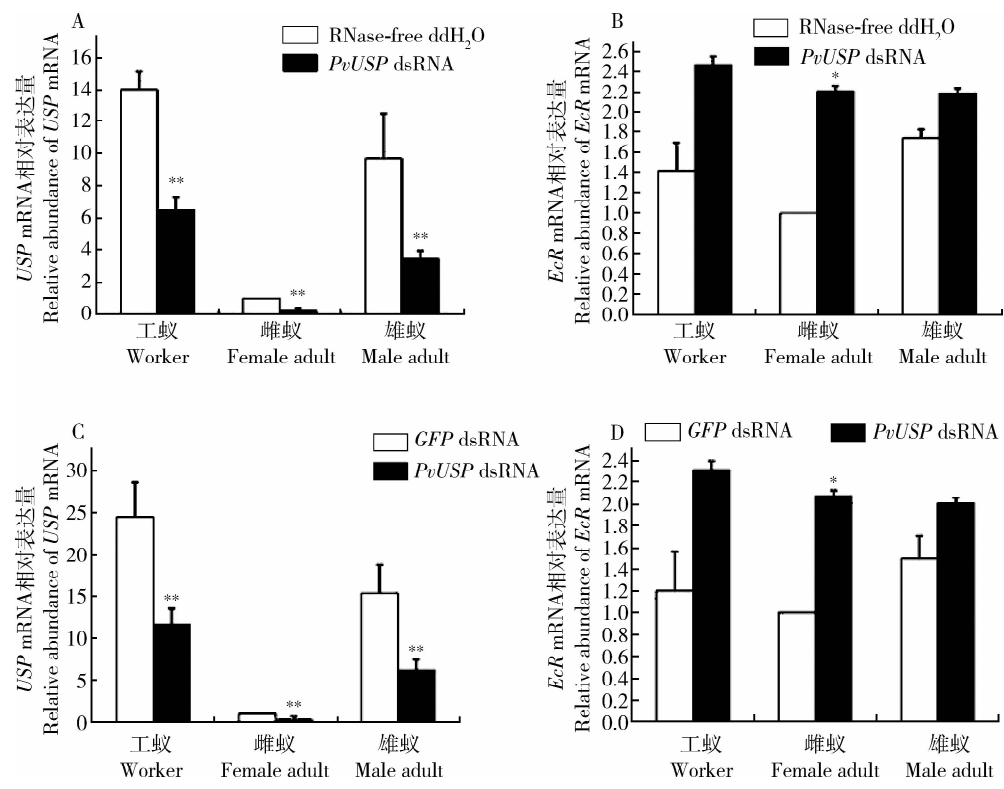 A
RNase-free ddH₂O
PvUSP dsRNA
USP mRNA相对表达量
Relative abundance of USP mRNA
16
14
12
10
8
6
4
2
0
**
**
**
工蚁
雌蚁
雄蚁
Worker
Female adult
Male adult
B
RNase-free ddH₂O
PvUSP dsRNA
EcR mRNA相对表达量
Relative abundance of EcR mRNA
2.6
2.4
2.2
2.0
1.8
1.6
1.4
1.2
1.0
0.8
0.6
0.4
0.2
0.0
*
工蚁
雌蚁
雄蚁
Worker
Female adult
Male adult
C
GFP dsRNA
PvUSP dsRNA
USP mRNA相对表达量
Relative abundance of USP mRNA
30
25
20
15
10
5
0
**
**
**
工蚁
雌蚁
雄蚁
Worker
Female adult
Male adult
D
GFP dsRNA
PvUSP dsRNA
EcR mRNA相对表达量
Relative abundance of EcR mRNA
2.4
2.2
2.0
1.8
1.6
1.4
1.2
1.0
0.8
0.6
0.4
0.2
0.0
*
工蚁
雌蚁
雄蚁
Worker
Female adult
Male adult